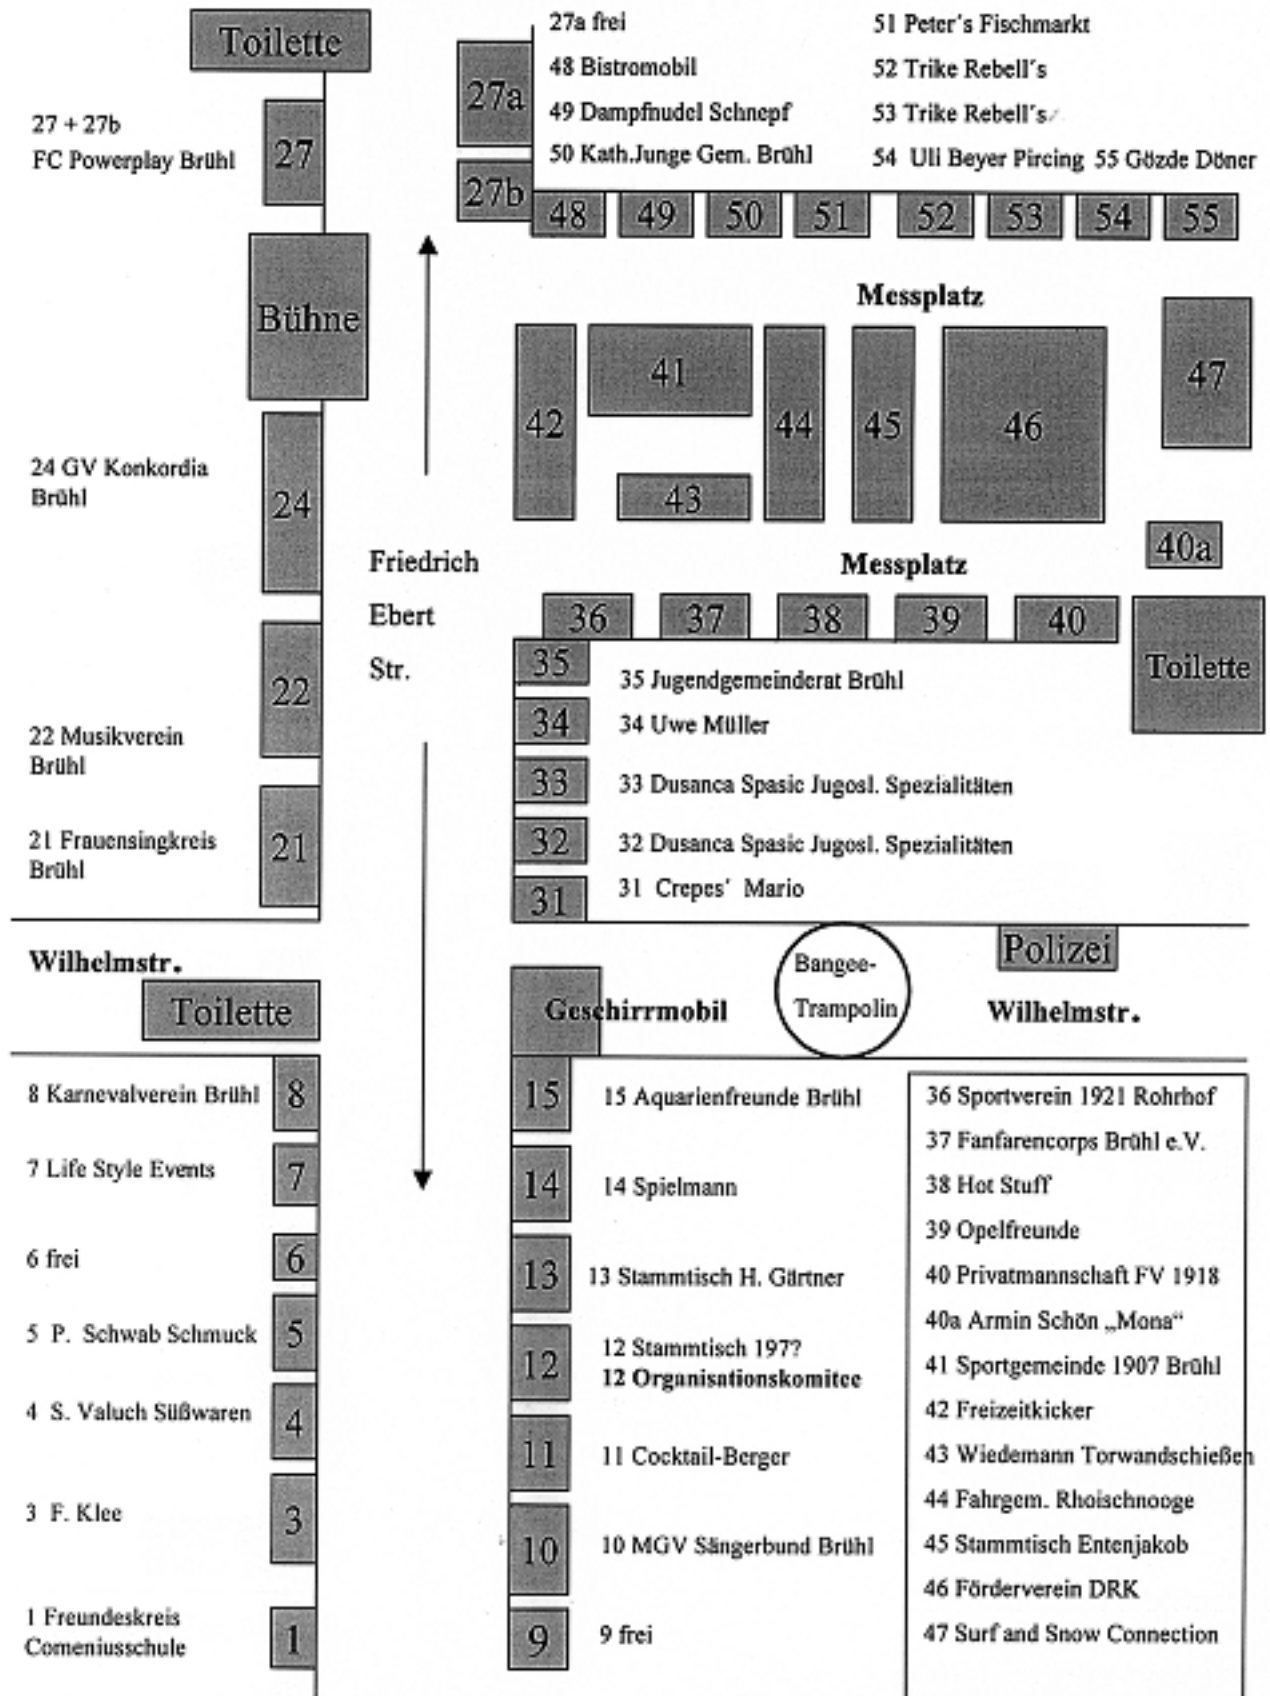 Toilette
27a frei
51 Peter's Fischmarkt
48 Bistromobil
52 Trike Rebell's
49 Dampfnudel Schnepf
53 Trike Rebell's
50 Kath.Junge Gem. Brühl
54 Uli Beyer Pircing 55 Gözde Döner
27 + 27b
FC Powerplay Brühl
27
27a
27b
48 49 50 51 52 53 54 55
Bühne
Messplatz
42
41
43
44
45
46
47
24 GV Konkordia
Brühl
24
Friedrich
Ebert
Str.
Messplatz
40a
36 37 38 39 40
Toilette
22
22 Musikverein
Brühl
35
35 Jugendgemeinderat Brühl
34
34 Uwe Müller
33
33 Dusanca Spasic Jugosl. Spezialitäten
32
32 Dusanca Spasic Jugosl. Spezialitäten
31
31 Crepes' Mario
21 Frauensingkreis
Brühl
21
Wilhelmstr.
Toilette
Geschirrmobil
Bangee-
Trampolin
Polizei
Wilhelmstr.
8 Karnevalverein Brühl
8
7 Life Style Events
7
6 frei
6
5 P. Schwab Schmuck
5
4 S. Valuch Süßwaren
4
3 F. Klee
3
1 Freundeskreis
Comeniusschule
1
15
15 Aquarienfreunde Brühl
14
14 Spielmann
13
13 Stammtisch H. Gärtner
12
12 Stammtisch 197?
12 Organisationskomitee
11
11 Cocktail-Berger
10
10 MGV Sängerbund Brühl
9
9 frei
36 Sportverein 1921 Rohrhof
37 Fanfarencorps Brühl e.V.
38 Hot Stuff
39 Opelfreunde
40 Privatmannschaft FV 1918
40a Armin Schön „Mona“
41 Sportgemeinde 1907 Brühl
42 Freizeitkicker
43 Wiedemann Torwandschießen
44 Fahrgem. Rhoischnooge
45 Stammtisch Entenjakob
46 Förderverein DRK
47 Surf and Snow Connection